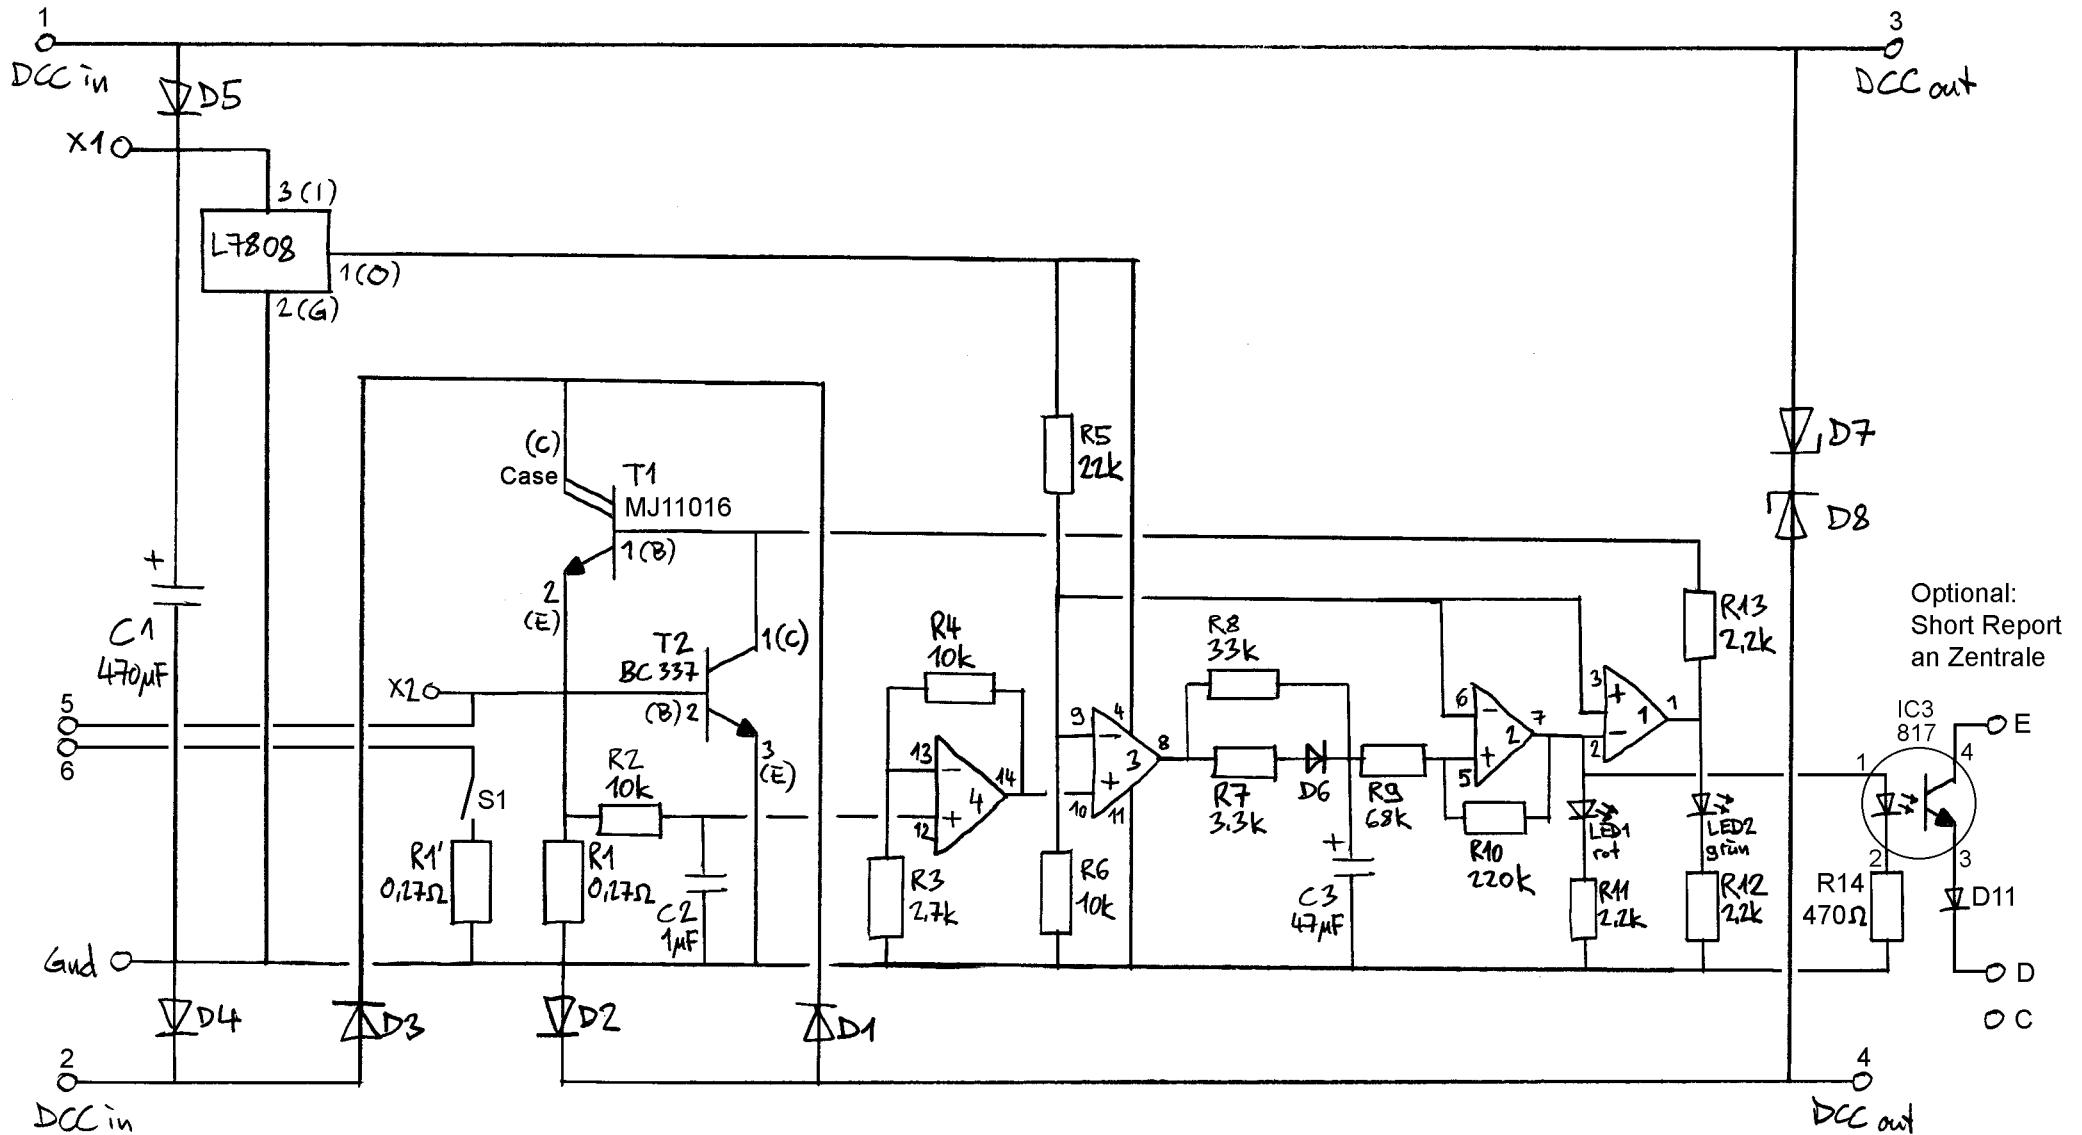 1
3
DCC in
DCC out
D5
X1
3(I)
L7808
1(O)
2(G)
R5
22k
D7
D8
(C)
Case
T1
MJ11016
1(B)
2
(E)
+
C1
470µF
T2
BC337
1(C)
X2
(B)2
3
(E)
5
6
S1
R1'
0,27Ω
R2
10k
R1
0,27Ω
C2
1µF
R4
10k
13
−
14
4
+
12
R3
2,7k
R6
10k
9
4
−
8
3
+
10
11
R8
33k
R7
3.3k
D6
R9
68k
+
C3
47µF
6
−
7
2
+
5
R10
220k
3
+
1
1
−
2
R13
2,2k
LED1
rot
LED2
grün
R11
2.2k
R12
2,2k
Optional:
Short Report
an Zentrale
IC3
817
1
4
E
2
3
R14
470Ω
D11
D
C
Gnd
D4
D3
D2
D1
2
4
DCC in
DCC out